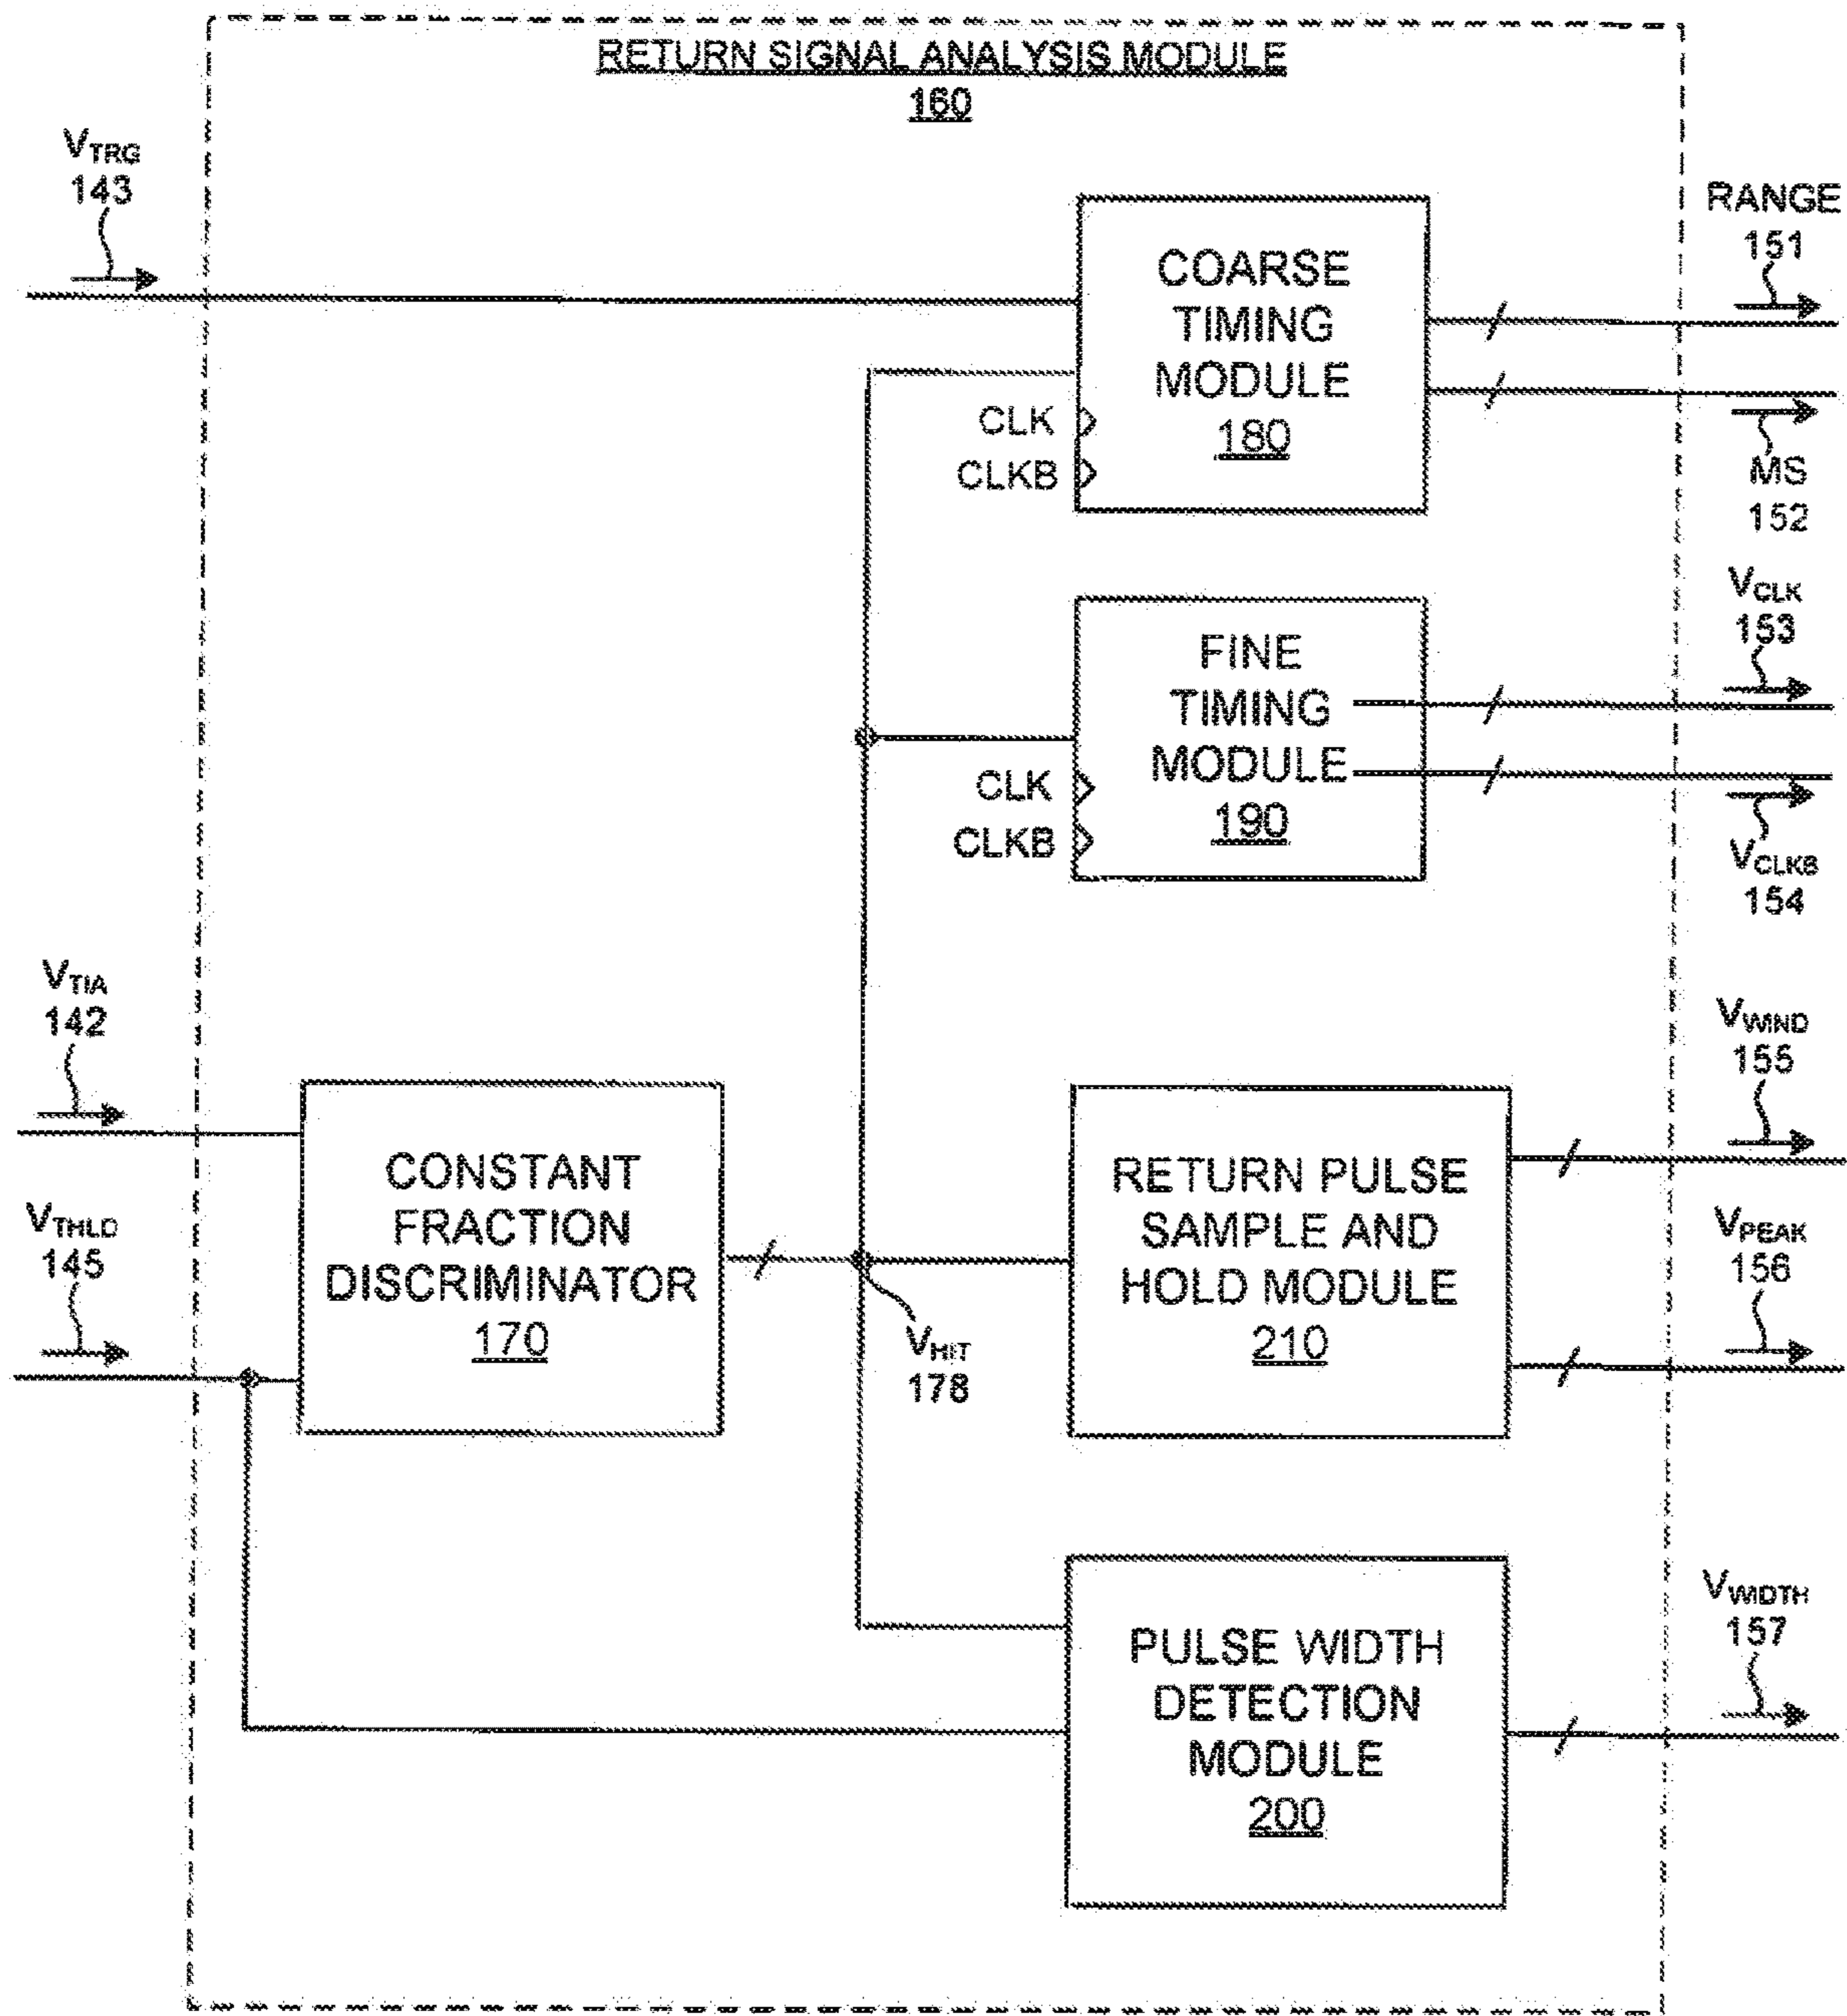 RETURN SIGNAL ANALYSIS MODULE
160
VTRG
143
COARSE
TIMING
MODULE
180
CLK
CLKB
RANGE
151
MS
152
FINE
TIMING
MODULE
190
CLK
CLKB
VCLK
153
VCLKB
154
VTIA
142
VTHLD
145
CONSTANT
FRACTION
DISCRIMINATOR
170
VHIT
178
RETURN PULSE
SAMPLE AND
HOLD MODULE
210
VWIND
155
VPEAK
156
PULSE WIDTH
DETECTION
MODULE
200
VWIDTH
157